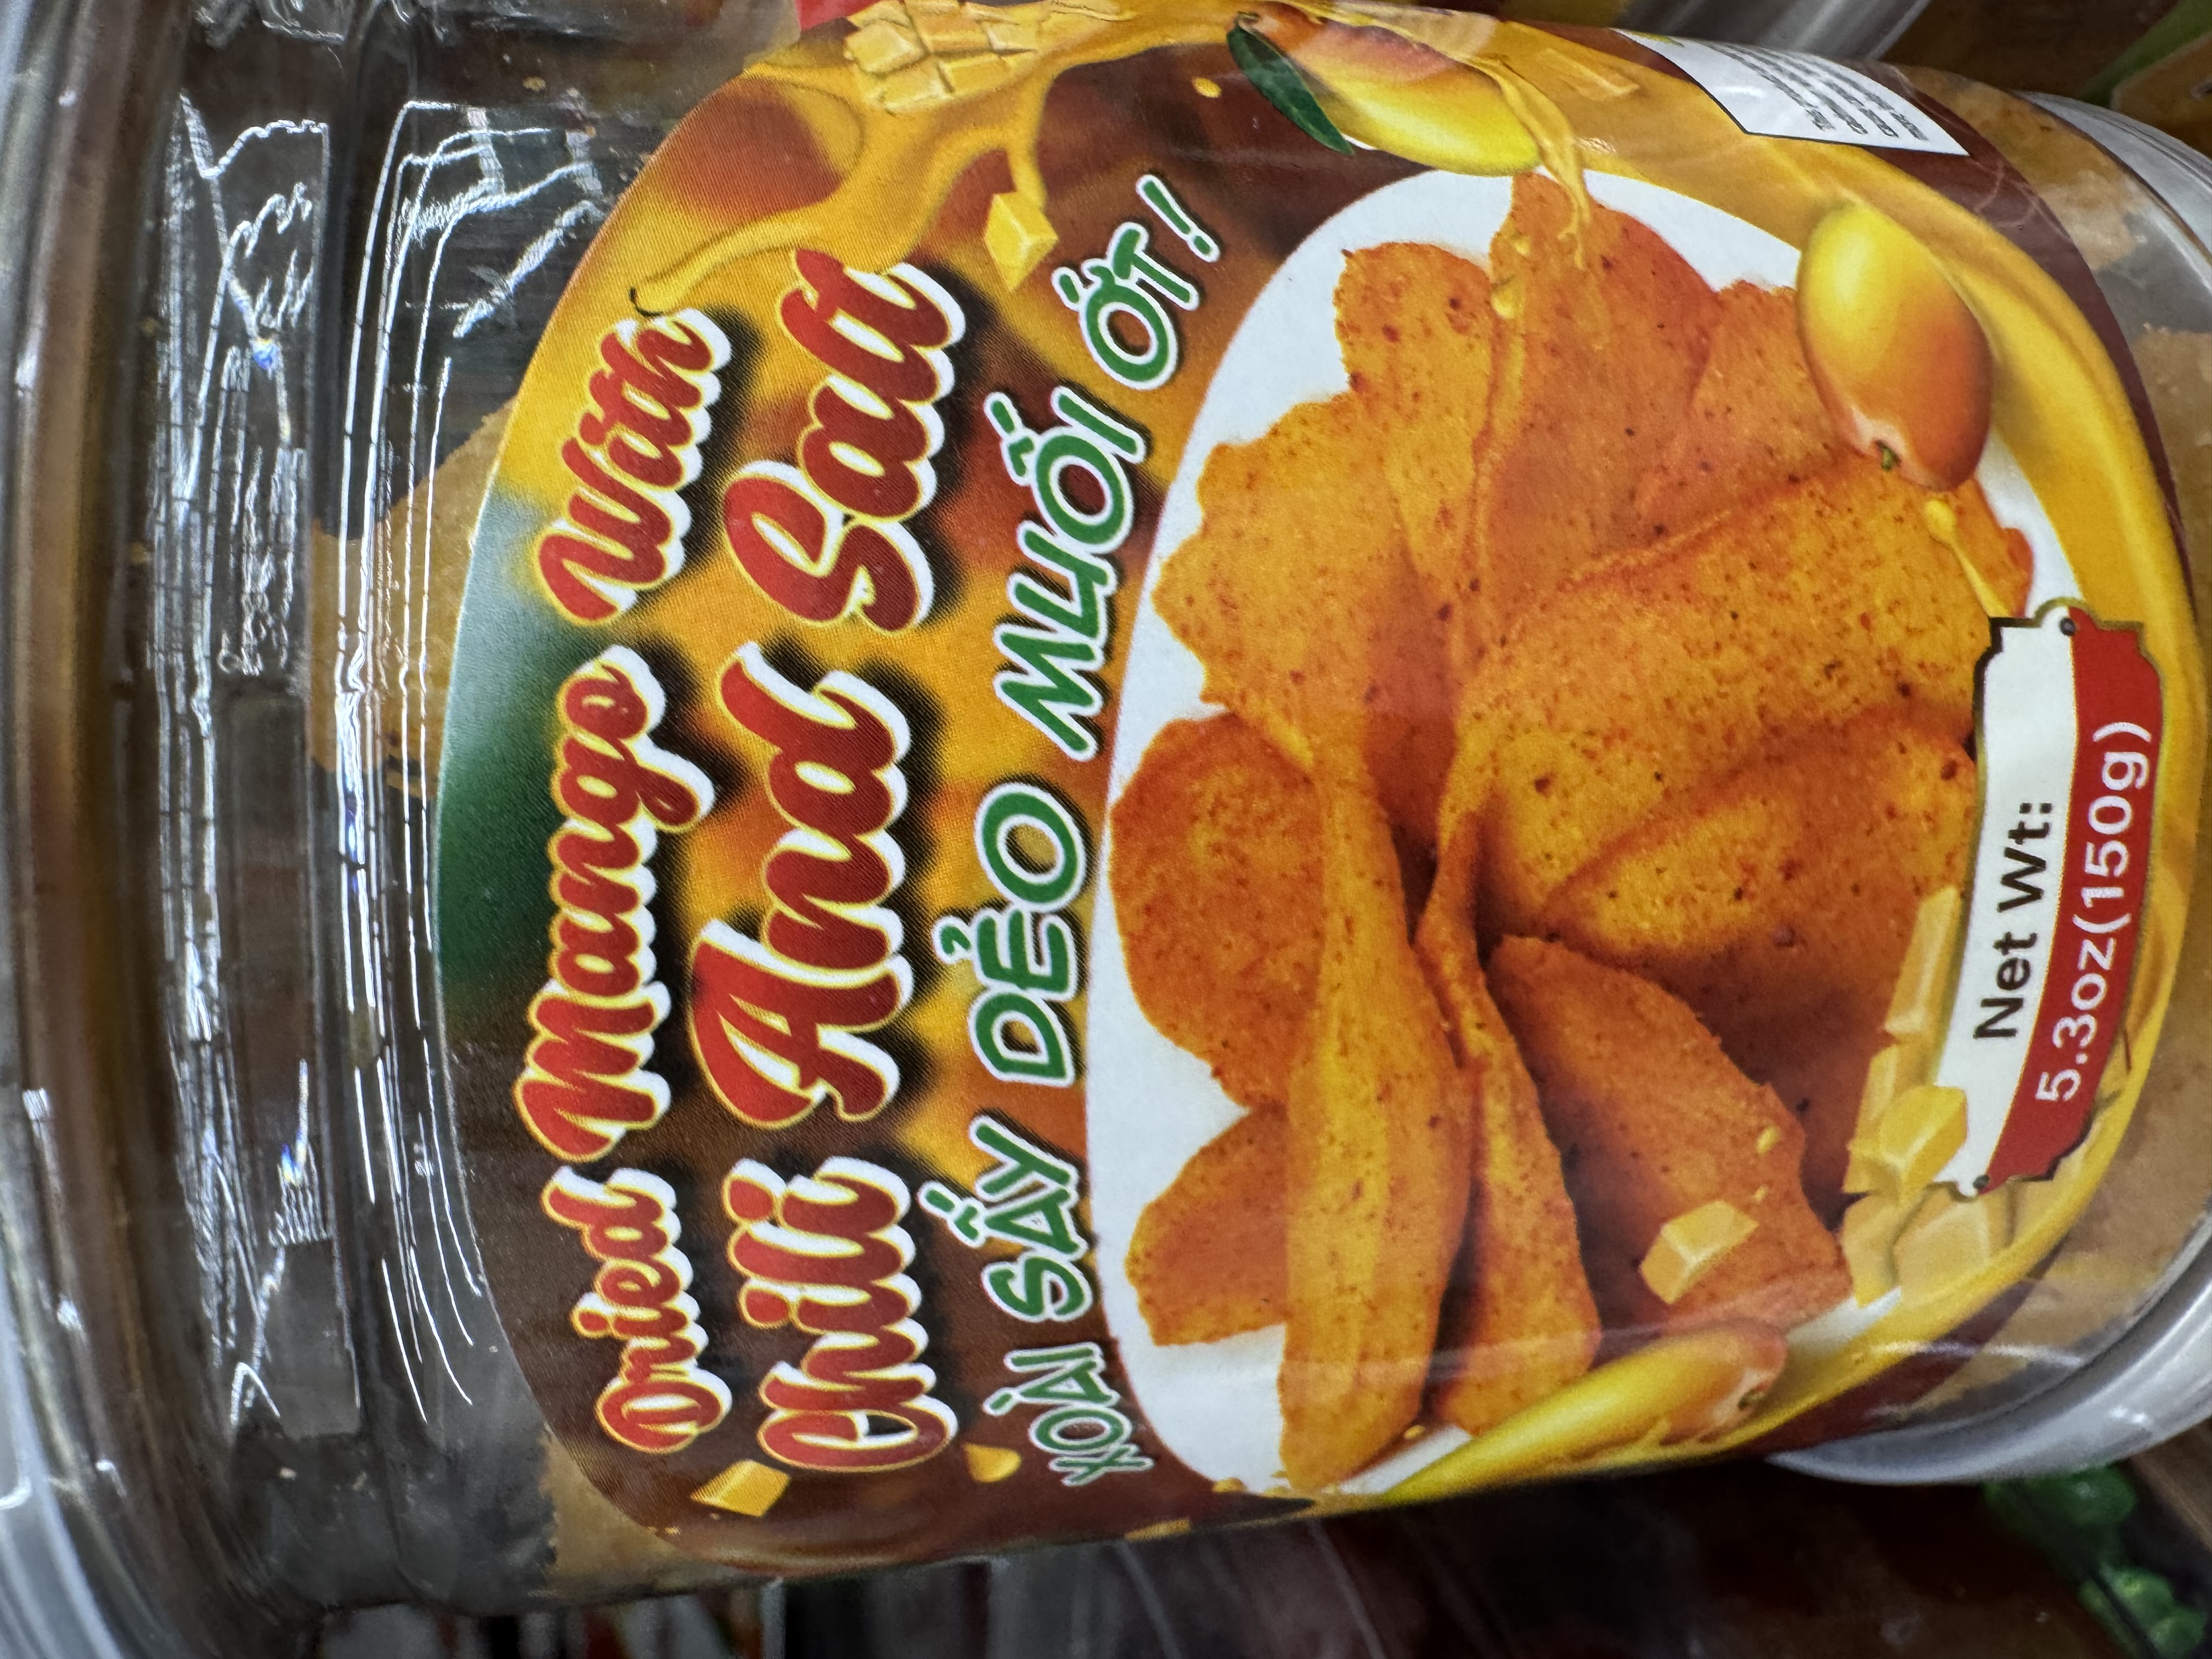 Dried Mango With
Chili And Salt
XOÀI SẤY DẺO MUỐI ỚT!
Net Wt:
5.3oz(150g)